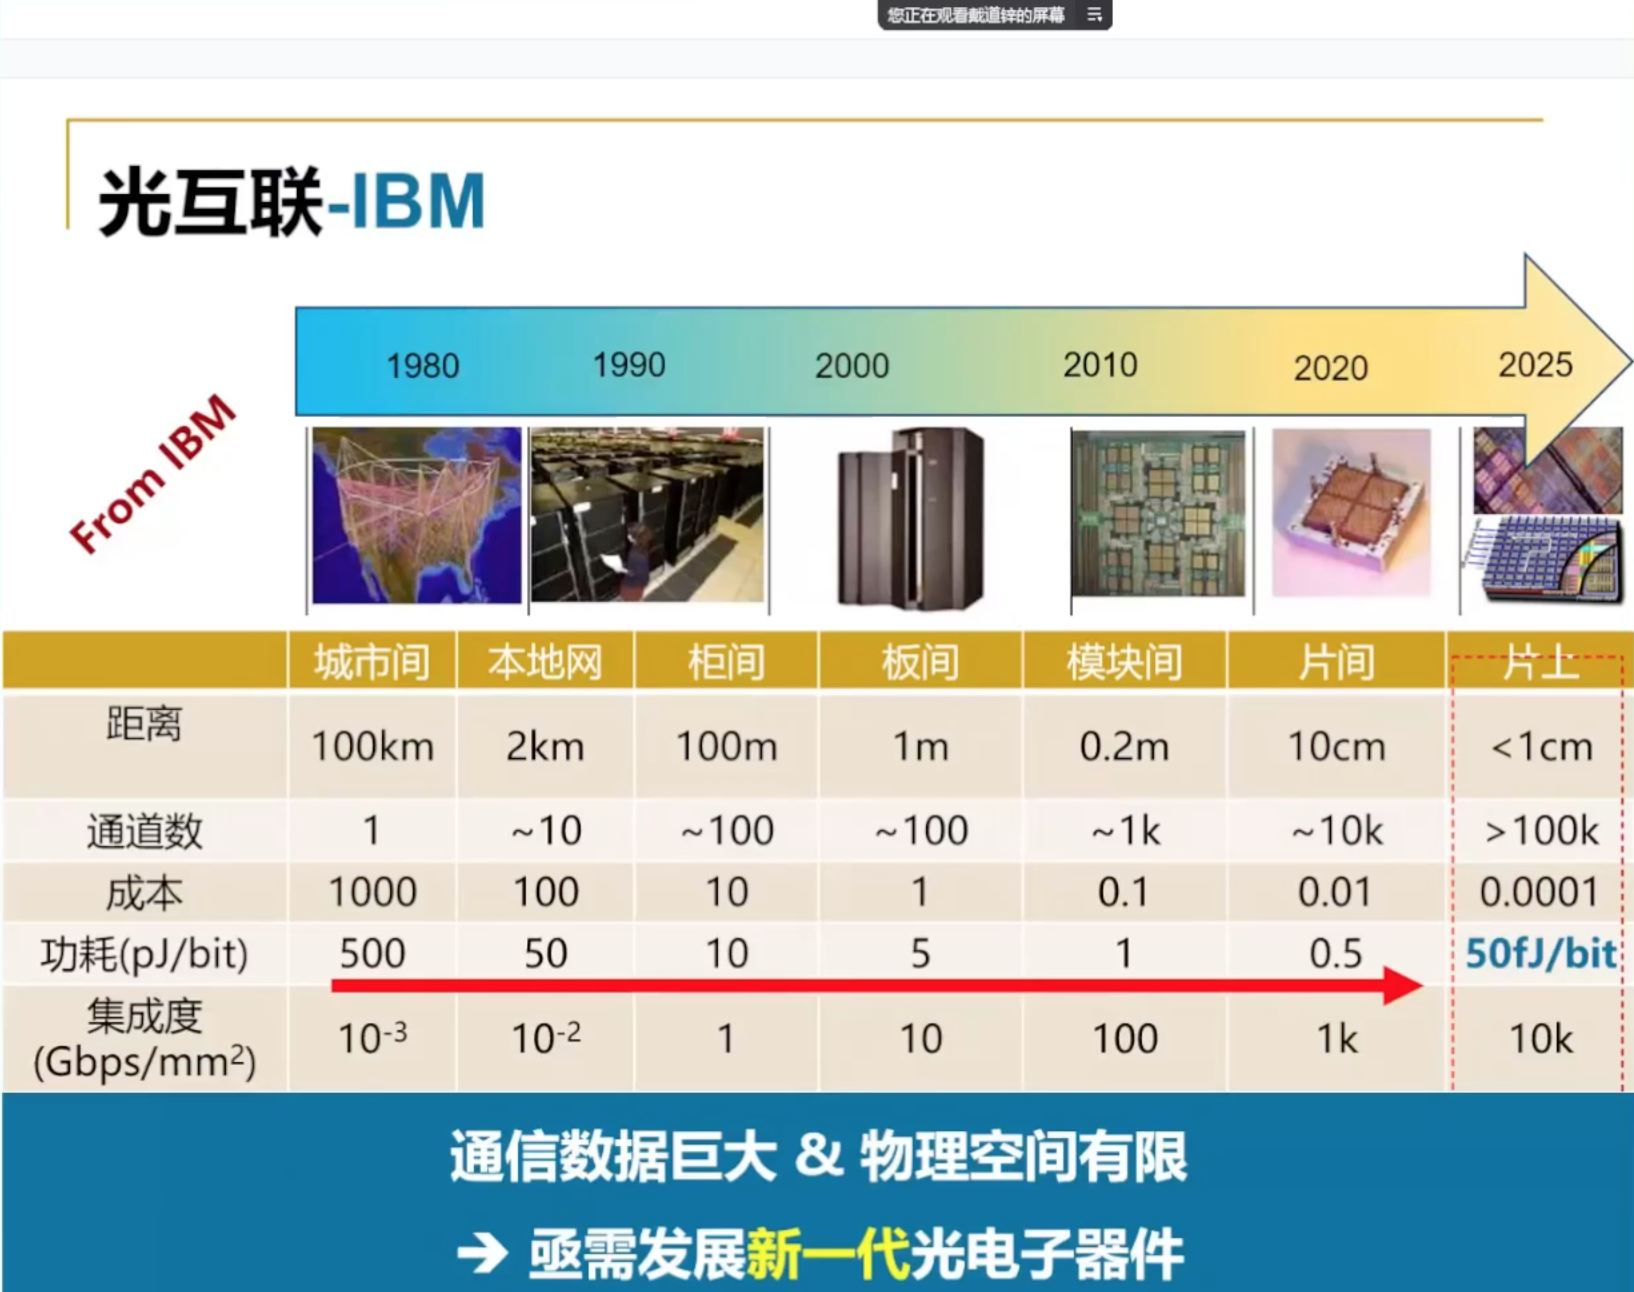 您正在观看戴道锌的屏幕
光互联-IBM
1980 1990 2000 2010 2020 2025
From IBM
城市间 本地网 柜间 板间 模块间 片间 片上
距离 100km 2km 100m 1m 0.2m 10cm <1cm
通道数 1 ~10 ~100 ~100 ~1k ~10k >100k
成本 1000 100 10 1 0.1 0.01 0.0001
功耗(pJ/bit) 500 50 10 5 1 0.5 50fJ/bit
集成度
(Gbps/mm²) 10⁻³ 10⁻² 1 10 100 1k 10k
通信数据巨大 & 物理空间有限
→ 亟需发展新一代光电子器件